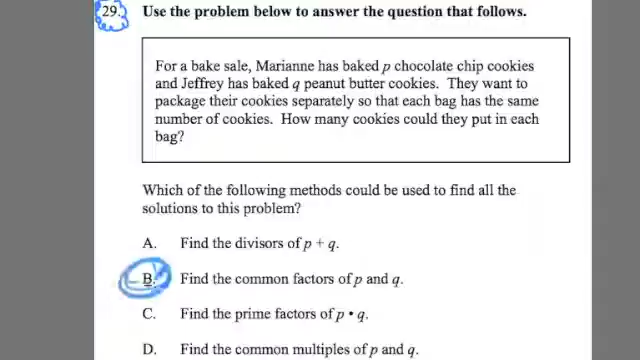 29. Use the problem below to answer the question that follows.
For a bake sale, Marianne has baked p chocolate chip cookies
and Jeffrey has baked q peanut butter cookies. They want to
package their cookies separately so that each bag has the same
number of cookies. How many cookies could they put in each
bag?
Which of the following methods could be used to find all the
solutions to this problem?
A. Find the divisors of p + q.
B. Find the common factors of p and q.
C. Find the prime factors of p • q.
D. Find the common multiples of p and q.